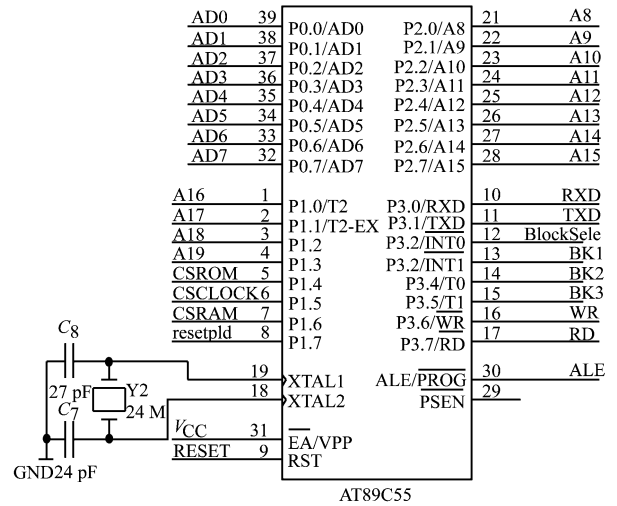 AD0 39 P0.0/AD0 P2.0/A8 21 A8
AD1 38 P0.1/AD1 P2.1/A9 22 A9
AD2 37 P0.2/AD2 P2.2/A10 23 A10
AD3 36 P0.3/AD3 P2.3/A11 24 A11
AD4 35 P0.4/AD4 P2.4/A12 25 A12
AD5 34 P0.5/AD5 P2.5/A13 26 A13
AD6 33 P0.6/AD6 P2.6/A14 27 A14
AD7 32 P0.7/AD7 P2.7/A15 28 A15
A16 1 P1.0/T2 P3.0/RXD 10 RXD
A17 2 P1.1/T2-EX P3.1/TXD 11 TXD
A18 3 P1.2 P3.2/INT0 12 BlockSele
A19 4 P1.3 P3.2/INT1 13 BK1
CSROM 5 P1.4 P3.4/T0 14 BK2
CSCLOCK 6 P1.5 P3.5/T1 15 BK3
CSRAM 7 P1.6 P3.6/WR 16 WR
resetpld 8 P1.7 P3.7/RD 17 RD
C8 19 XTAL1 ALE/PROG 30 ALE
27 pF Y2 18 XTAL2 PSEN 29
C7 24 M
VCC 31 EA/VPP
RESET 9 RST
GND 24 pF
AT89C55